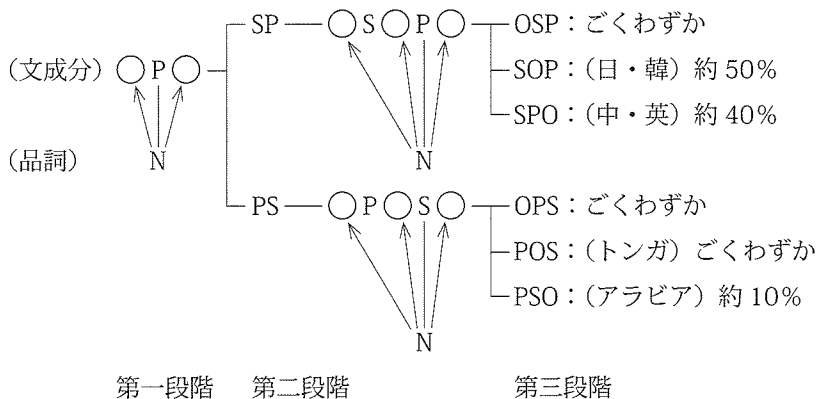 SP ○S○P○ OSP：ごくわずか
（文成分）○P○ SOP：（日・韓）約50％
SPO：（中・英）約40％
（品詞） N N
PS ○P○S○ OPS：ごくわずか
POS：（トンガ）ごくわずか
PSO：（アラビア）約10％
N
第一段階 第二段階 第三段階